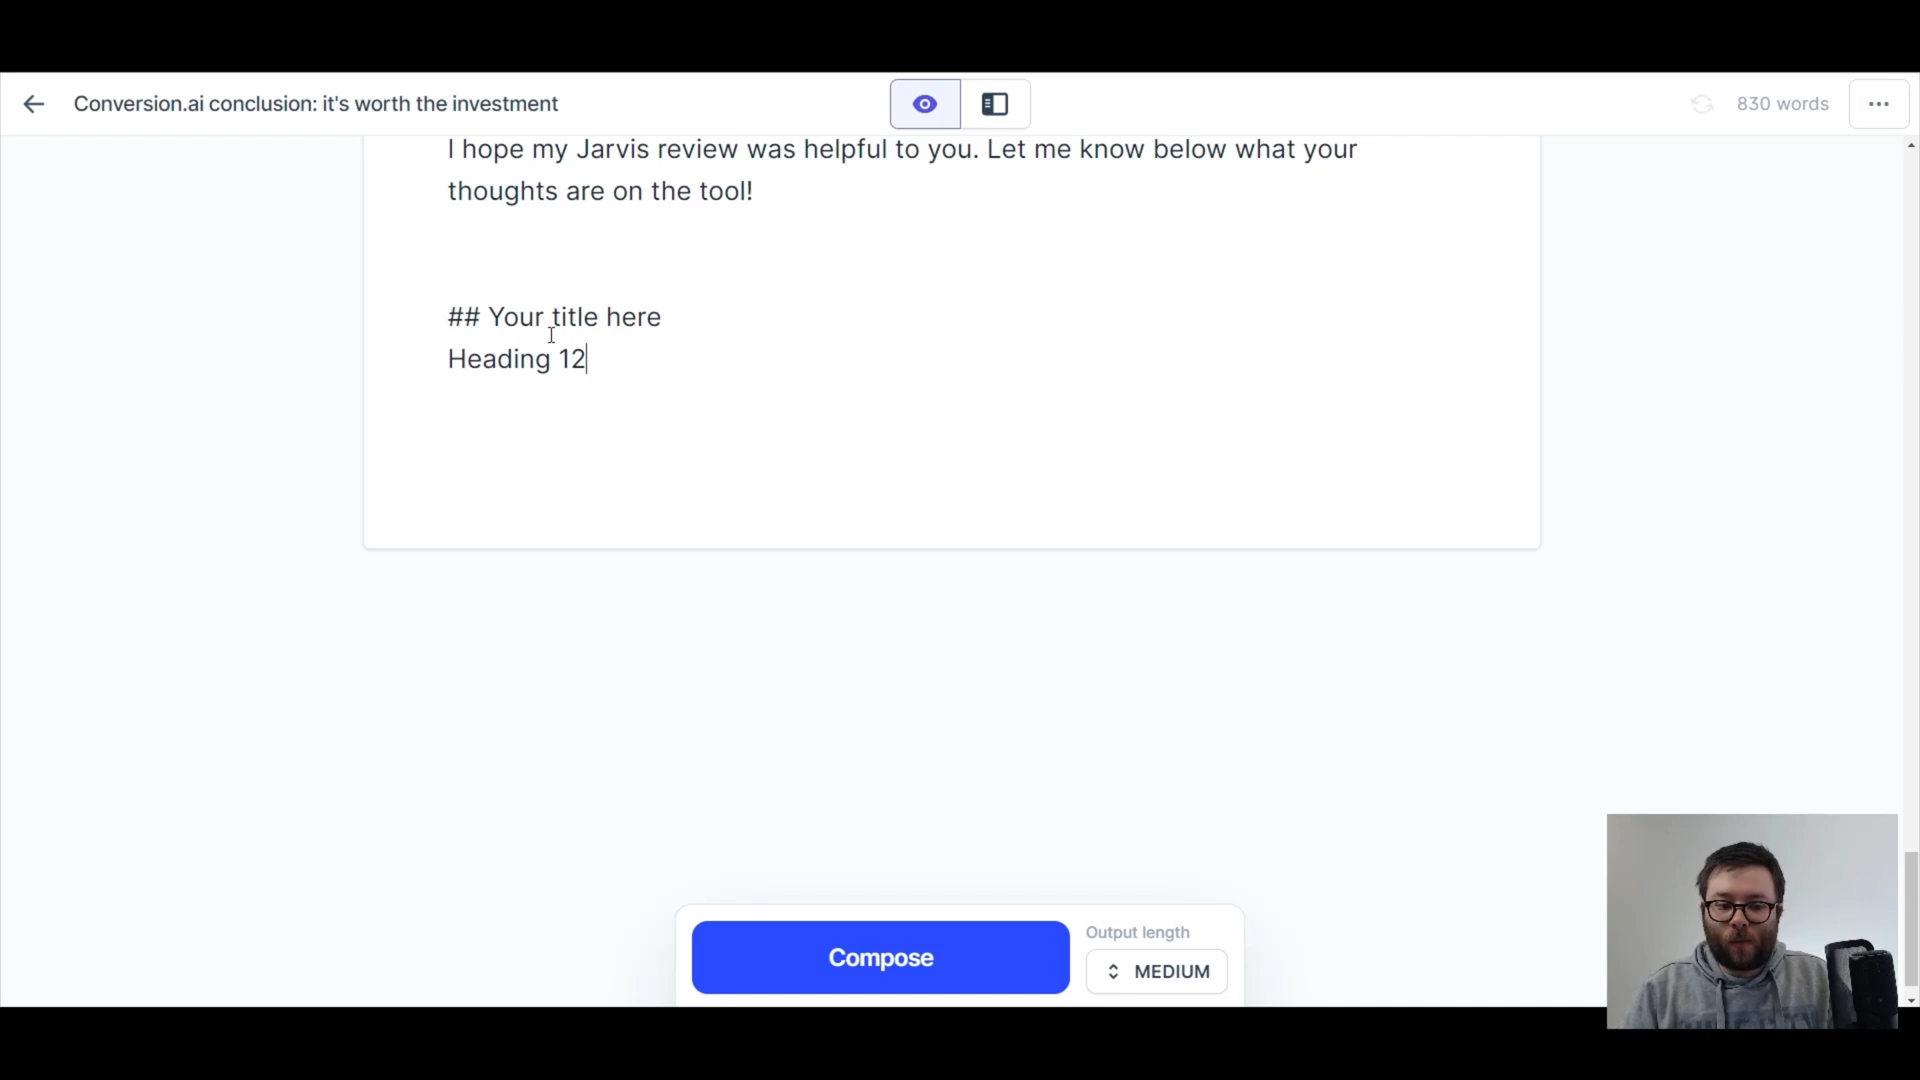 Conversion.ai conclusion: it's worth the investment
830 words
I hope my Jarvis review was helpful to you. Let me know below what your
thoughts are on the tool!
## Your title here
Heading 12
Compose
Output length
MEDIUM